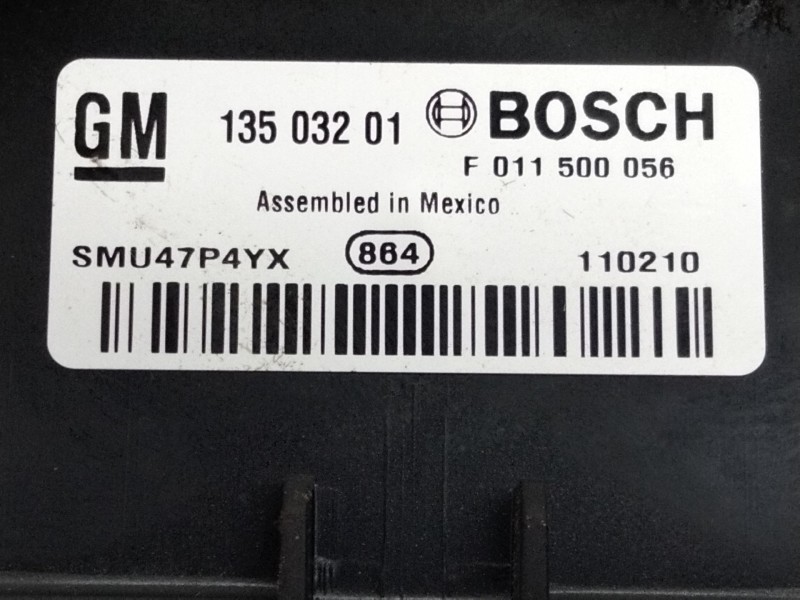 GM 135 032 01 BOSCH
F 011 500 056
Assembled in Mexico
SMU47P4YX 864 110210